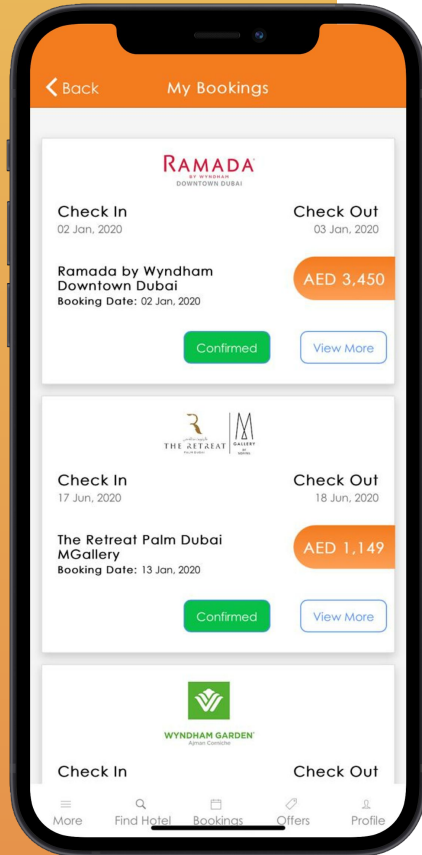 Back
My Bookings
RAMADA
BY WYNDHAM
DOWNTOWN DUBAI
Check In
Check Out
02 Jan, 2020
03 Jan, 2020
Ramada by Wyndham
Downtown Dubai
AED 3,450
Booking Date: 02 Jan, 2020
Confirmed
View More
THE RETREAT
PALM DUBAI
GALLERY
Check In
Check Out
17 Jun, 2020
18 Jun, 2020
The Retreat Palm Dubai
MGallery
AED 1,149
Booking Date: 13 Jan, 2020
Confirmed
View More
WYNDHAM GARDEN
Ajman Corniche
Check In
Check Out
More
Find Hotel
Bookings
Offers
Profile